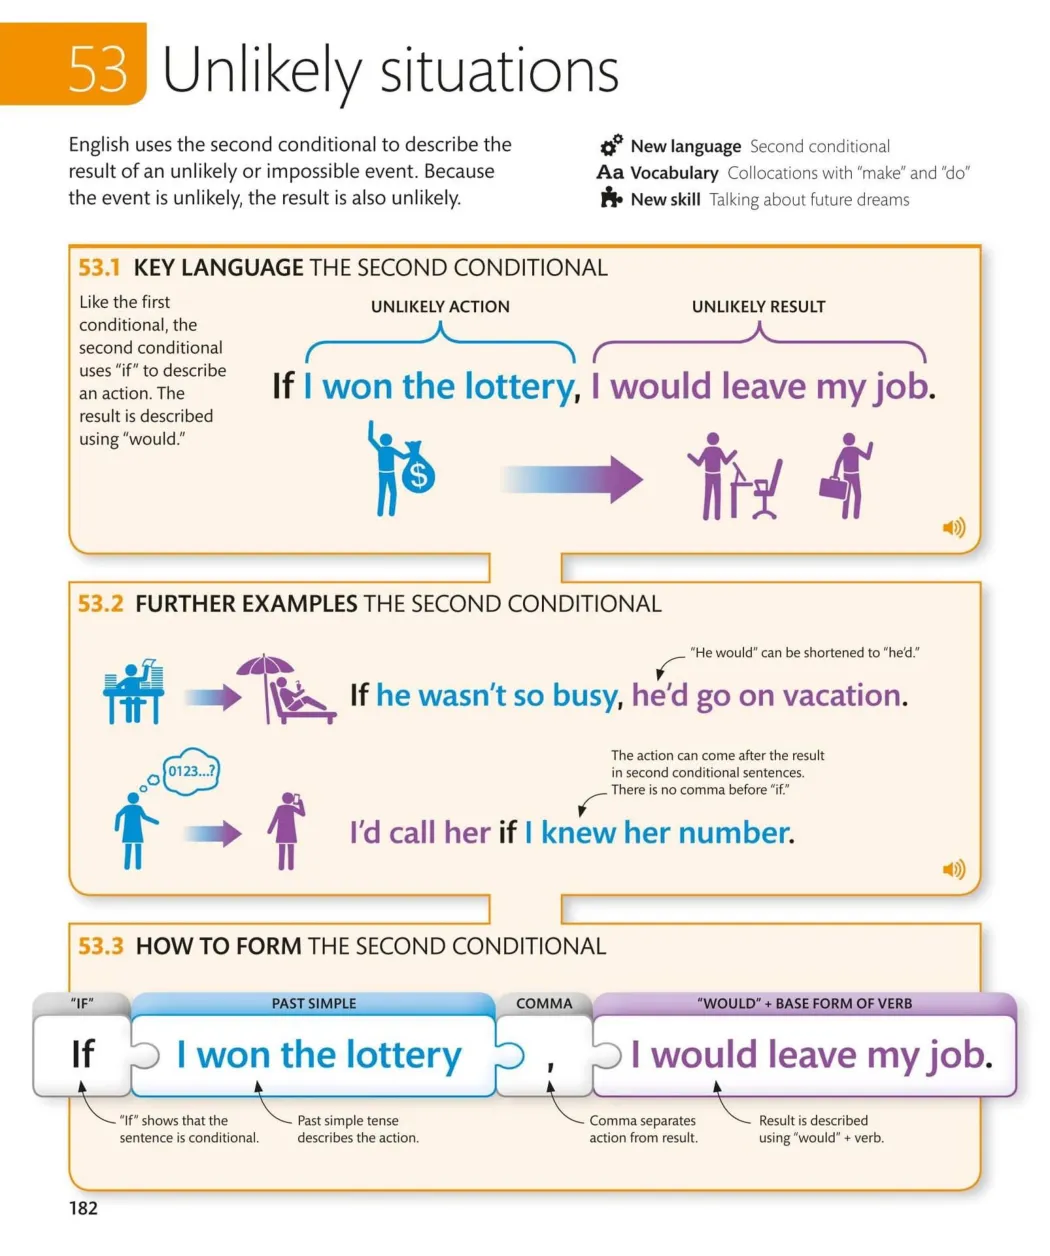 53 Unlikely situations
English uses the second conditional to describe the
result of an unlikely or impossible event. Because
the event is unlikely, the result is also unlikely.
New language Second conditional
Aa Vocabulary Collocations with “make” and “do”
New skill Talking about future dreams
53.1 KEY LANGUAGE THE SECOND CONDITIONAL
Like the first
conditional, the
second conditional
uses “if” to describe
an action. The
result is described
using “would.”
UNLIKELY ACTION
UNLIKELY RESULT
If I won the lottery, I would leave my job.
$
53.2 FURTHER EXAMPLES THE SECOND CONDITIONAL
“He would” can be shortened to “he’d.”
If he wasn’t so busy, he’d go on vacation.
0123...?
The action can come after the result
in second conditional sentences.
There is no comma before “if.”
I’d call her if I knew her number.
53.3 HOW TO FORM THE SECOND CONDITIONAL
“IF”
PAST SIMPLE
COMMA
“WOULD” + BASE FORM OF VERB
If I won the lottery , I would leave my job.
“If” shows that the
sentence is conditional.
Past simple tense
describes the action.
Comma separates
action from result.
Result is described
using “would” + verb.
182